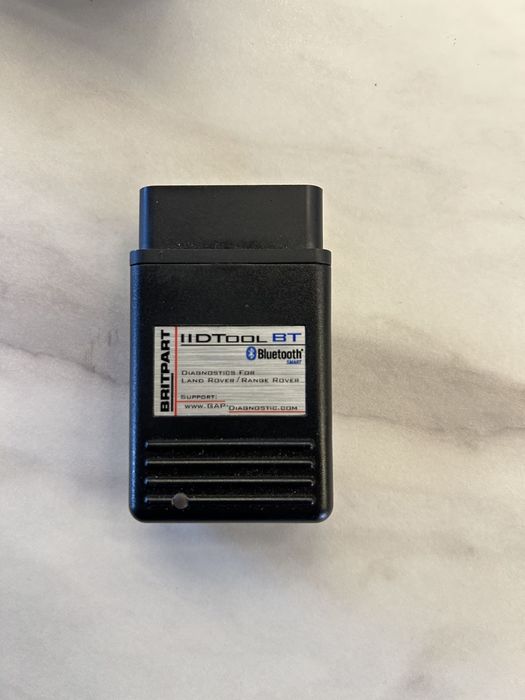 BRITPART
IIDTOOL BT
Bluetooth®
SMART
DIAGNOSTICS FOR
LAND ROVER/RANGE ROVER
SUPPORT:
WWW.GAP-DIAGNOSTIC.COM